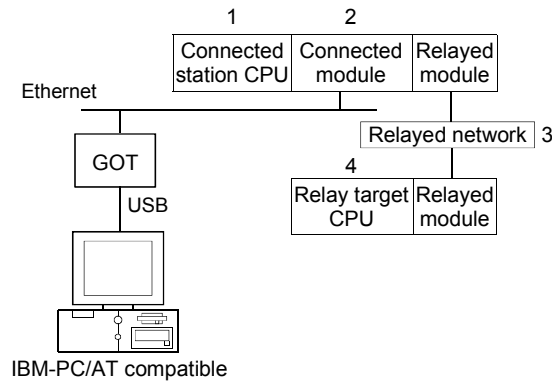 1 2
Connected station CPU
Connected module
Relayed module
Ethernet
Relayed network 3
GOT
4
Relay target CPU
Relayed module
USB
IBM-PC/AT compatible